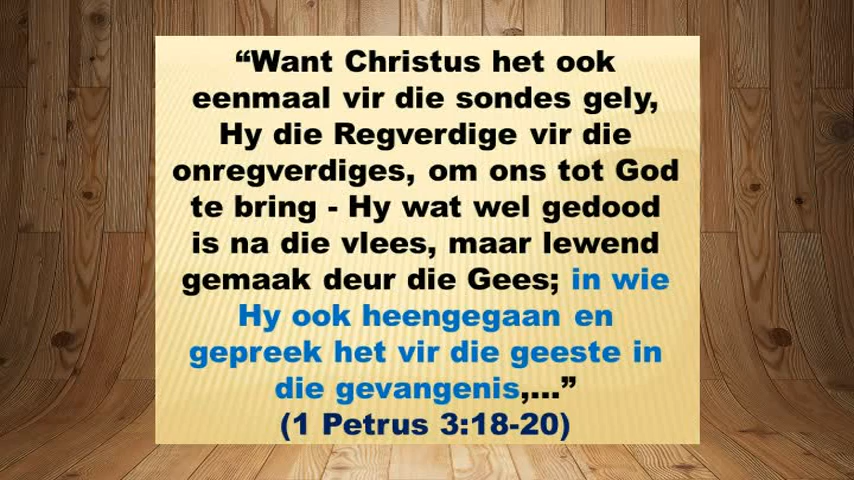 “Want Christus het ook
eenmaal vir die sondes gely,
Hy die Regverdige vir die
onregverdiges, om ons tot God
te bring - Hy wat wel gedood
is na die vlees, maar lewend
gemaak deur die Gees; in wie
Hy ook heengegaan en
gepreek het vir die geeste in
die gevangenis,...”
(1 Petrus 3:18-20)